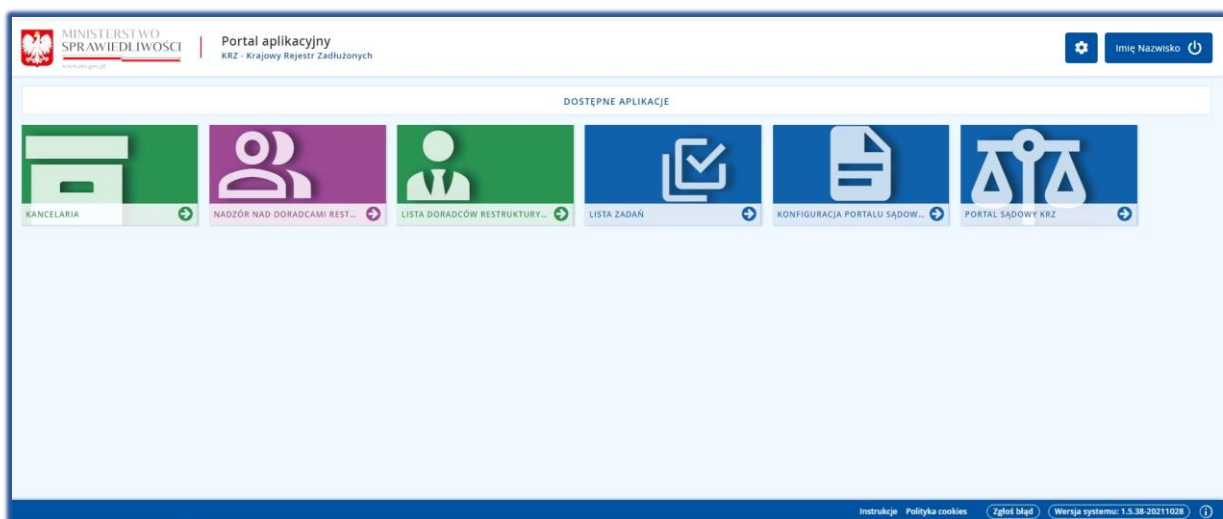 MINISTERSTWO
SPRAWIEDLIWOŚCI
Portal aplikacyjny
KRZ - Krajowy Rejestr Zadłużonych
Imię Nazwisko
DOSTĘPNE APLIKACJE
KANCELARIA
NADZÓR NAD DORADCAMI REST...
LISTA DORADCÓW RESTRUKTURY...
LISTA ZADAŃ
KONFIGURACJA PORTALU SĄDOW...
PORTAL SĄDOWY KRZ
Instrukcje Polityka cookies Zgłoś błąd Wersja systemu: 1.5.38-20211028